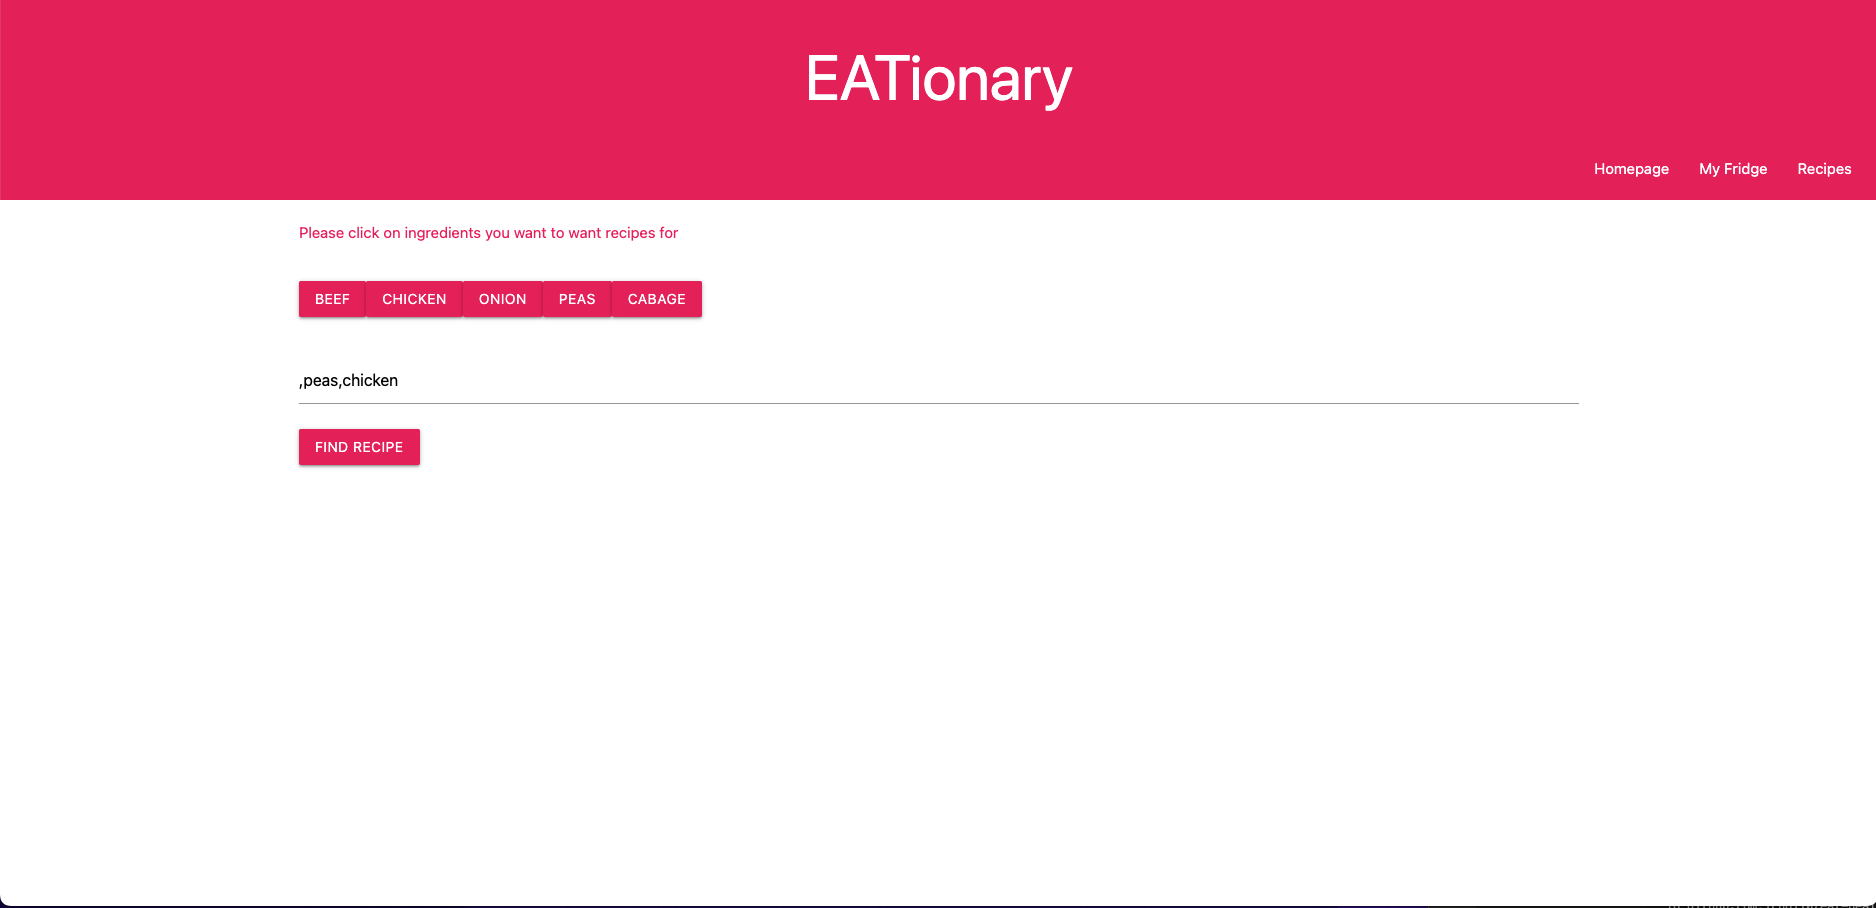 EATionary
Homepage My Fridge Recipes
Please click on ingredients you want to want recipes for
BEEF CHICKEN ONION PEAS CABAGE
,peas,chicken
FIND RECIPE